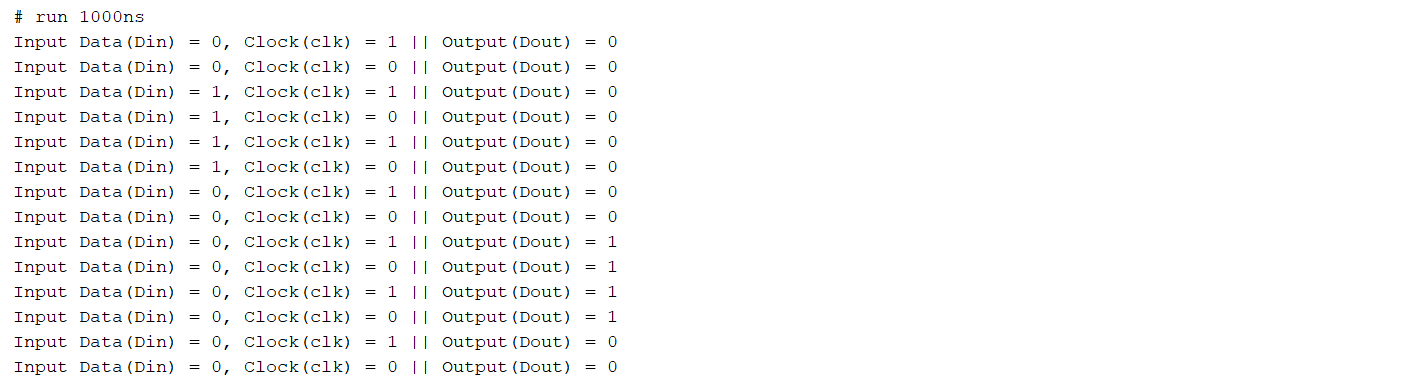 # run 1000ns
Input Data(Din) = 0, Clock(clk) = 1 || Output(Dout) = 0
Input Data(Din) = 0, Clock(clk) = 0 || Output(Dout) = 0
Input Data(Din) = 1, Clock(clk) = 1 || Output(Dout) = 0
Input Data(Din) = 1, Clock(clk) = 0 || Output(Dout) = 0
Input Data(Din) = 1, Clock(clk) = 1 || Output(Dout) = 0
Input Data(Din) = 1, Clock(clk) = 0 || Output(Dout) = 0
Input Data(Din) = 0, Clock(clk) = 1 || Output(Dout) = 0
Input Data(Din) = 0, Clock(clk) = 0 || Output(Dout) = 0
Input Data(Din) = 0, Clock(clk) = 1 || Output(Dout) = 1
Input Data(Din) = 0, Clock(clk) = 0 || Output(Dout) = 1
Input Data(Din) = 0, Clock(clk) = 1 || Output(Dout) = 1
Input Data(Din) = 0, Clock(clk) = 0 || Output(Dout) = 1
Input Data(Din) = 0, Clock(clk) = 1 || Output(Dout) = 0
Input Data(Din) = 0, Clock(clk) = 0 || Output(Dout) = 0